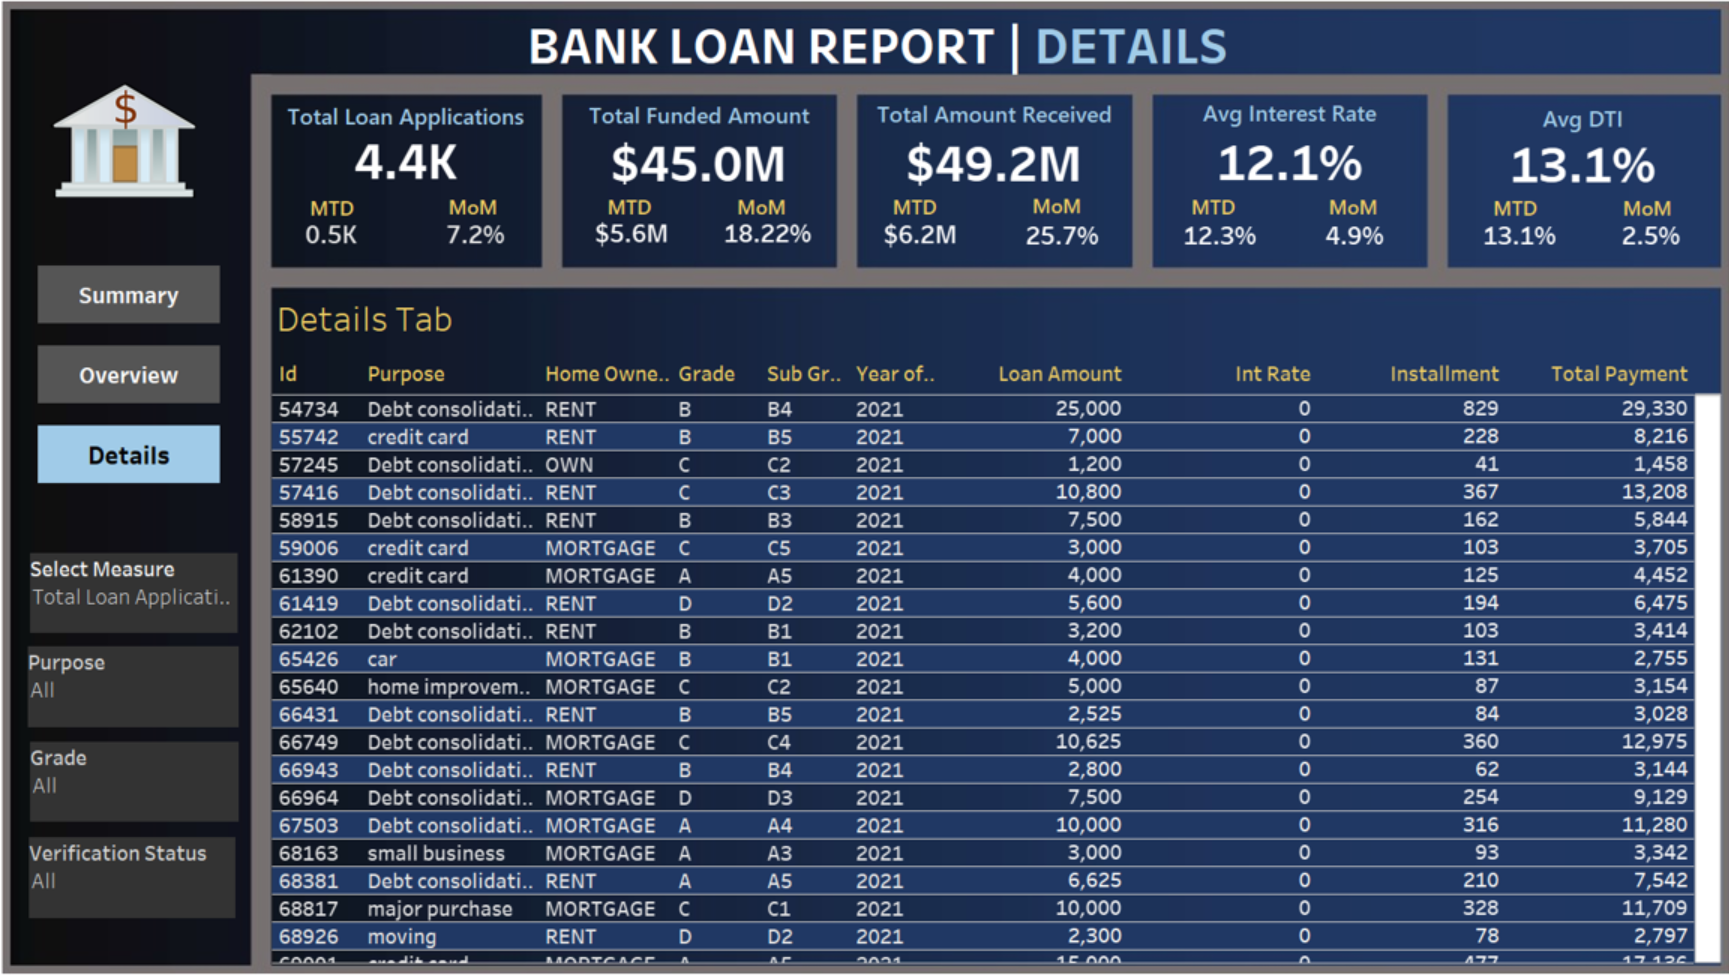 BANK LOAN REPORT | DETAILS
$
Total Loan Applications
4.4K
MTD MoM
0.5K 7.2%
Total Funded Amount
$45.0M
MTD MoM
$5.6M 18.22%
Total Amount Received
$49.2M
MTD MoM
$6.2M 25.7%
Avg Interest Rate
12.1%
MTD MoM
12.3% 4.9%
Avg DTI
13.1%
MTD MoM
13.1% 2.5%
Summary
Overview
Details
Select Measure
Total Loan Applicati..
Purpose
All
Grade
All
Verification Status
All
Details Tab
Id Purpose Home Owne.. Grade Sub Gr.. Year of.. Loan Amount Int Rate Installment Total Payment
54734 Debt consolidati.. RENT B B4 2021 25,000 0 829 29,330
55742 credit card RENT B B5 2021 7,000 0 228 8,216
57245 Debt consolidati.. OWN C C2 2021 1,200 0 41 1,458
57416 Debt consolidati.. RENT C C3 2021 10,800 0 367 13,208
58915 Debt consolidati.. RENT B B3 2021 7,500 0 162 5,844
59006 credit card MORTGAGE C C5 2021 3,000 0 103 3,705
61390 credit card MORTGAGE A A5 2021 4,000 0 125 4,452
61419 Debt consolidati.. RENT D D2 2021 5,600 0 194 6,475
62102 Debt consolidati.. RENT B B1 2021 3,200 0 103 3,414
65426 car MORTGAGE B B1 2021 4,000 0 131 2,755
65640 home improvem.. MORTGAGE C C2 2021 5,000 0 87 3,154
66431 Debt consolidati.. RENT B B5 2021 2,525 0 84 3,028
66749 Debt consolidati.. MORTGAGE C C4 2021 10,625 0 360 12,975
66943 Debt consolidati.. RENT B B4 2021 2,800 0 62 3,144
66964 Debt consolidati.. MORTGAGE D D3 2021 7,500 0 254 9,129
67503 Debt consolidati.. MORTGAGE A A4 2021 10,000 0 316 11,280
68163 small business MORTGAGE A A3 2021 3,000 0 93 3,342
68381 Debt consolidati.. RENT A A5 2021 6,625 0 210 7,542
68817 major purchase MORTGAGE C C1 2021 10,000 0 328 11,709
68926 moving RENT D D2 2021 2,300 0 78 2,797